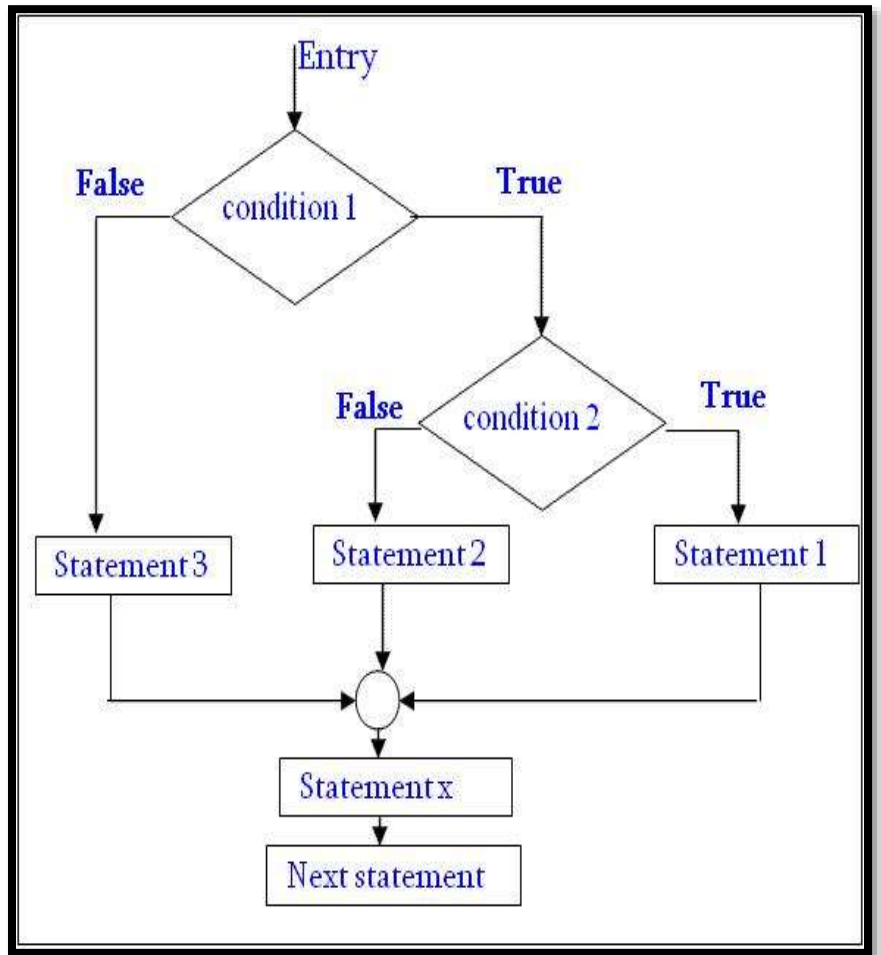 Entry
False
True
condition 1
False
True
condition 2
Statement 3
Statement 2
Statement 1
Statement x
Next statement